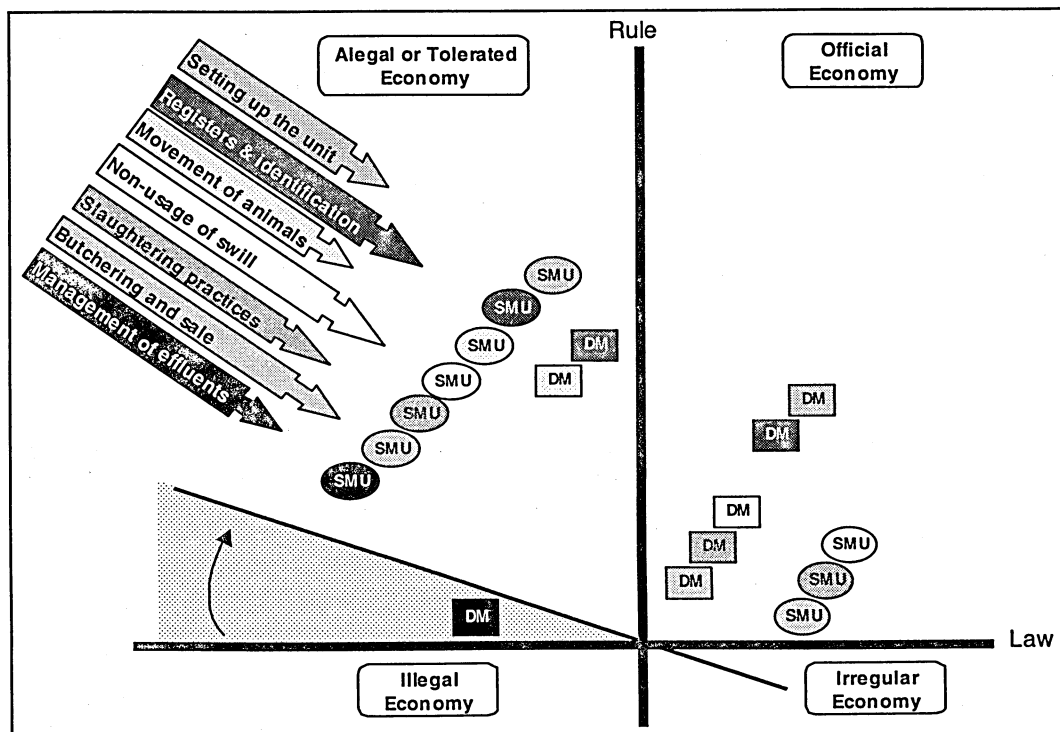 Rule
Alegal or Tolerated
Economy
Official
Economy
Setting up the unit
Registers & identification
Movement of animals
Non-usage of swill
Slaughtering practices
Butchering and sale
Management of effluents
SMU
SMU
SMU
DM
SMU
DM
DM
SMU
DM
SMU
SMU
DM
DM
SMU
DM
SMU
DM
SMU
Law
Illegal
Economy
Irregular
Economy